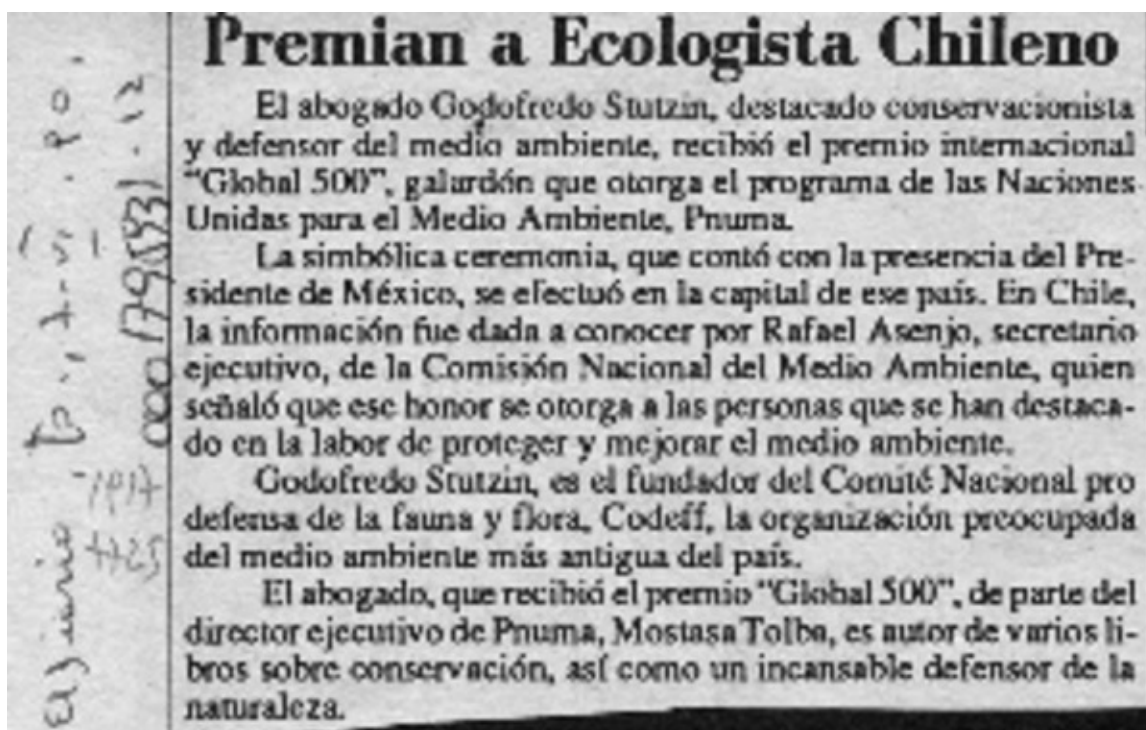 Premian a Ecologista Chileno
El abogado Godofredo Stutzin, destacado conservacionista
y defensor del medio ambiente, recibió el premio internacional
"Global 500", galardón que otorga el programa de las Naciones
Unidas para el Medio Ambiente, Pnuma.
La simbólica ceremonia, que contó con la presencia del Pre-
sidente de México, se efectuó en la capital de ese país. En Chile,
la información fue dada a conocer por Rafael Asenjo, secretario
ejecutivo, de la Comisión Nacional del Medio Ambiente, quien
señaló que ese honor se otorga a las personas que se han destaca-
do en la labor de proteger y mejorar el medio ambiente.
Godofredo Stutzin, es el fundador del Comité Nacional pro
defensa de la fauna y flora, Codeff, la organización preocupada
del medio ambiente más antigua del país.
El abogado, que recibió el premio "Global 500", de parte del
director ejecutivo de Pnuma, Mostasa Tolba, es autor de varios li-
bros sobre conservación, así como un incansable defensor de la
naturaleza.
000179583